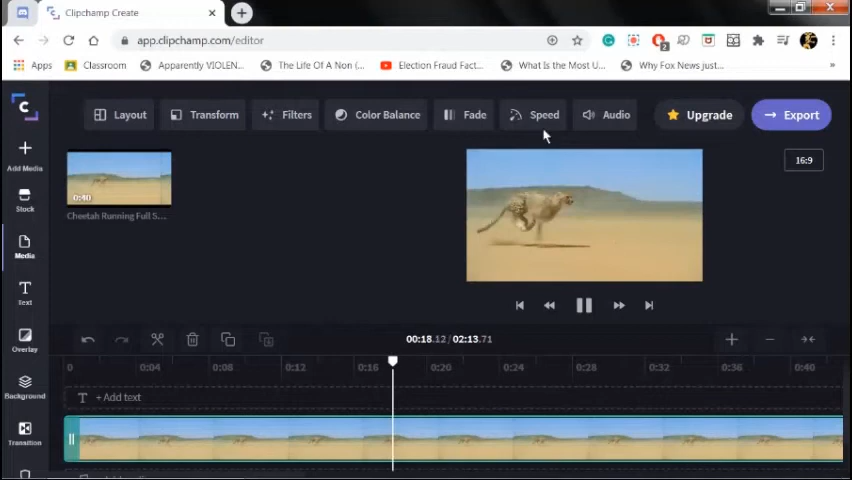 Clipchamp Create
app.clipchamp.com/editor
2
Apps
Classroom
Apparently VIOLEN...
The Life Of A Non (...
Election Fraud Fact...
What Is the Most U...
Why Fox News just...
»
Layout
Transform
Filters
Color Balance
Fade
Speed
Audio
Upgrade
Export
C
Add Media
Stock
Media
Text
Overlay
Background
Transition
0:40
Cheetah Running Full S...
16:9
00:18.12 / 02:13.71
0
0:04
0:08
0:12
0:16
0:20
0:24
0:28
0:32
0:36
0:40
T + Add text